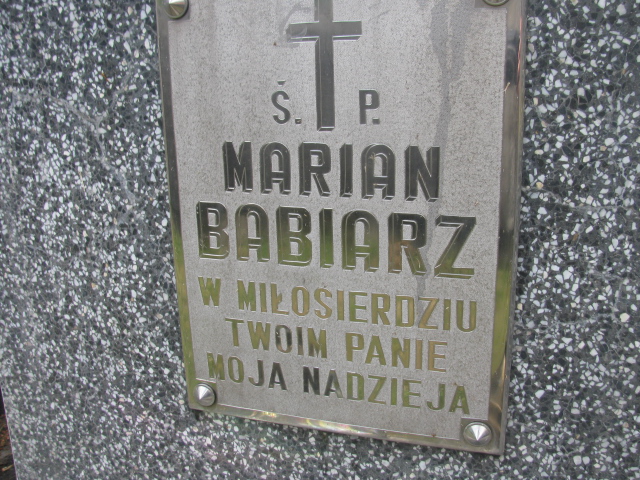 Ś. P.
MARIAN
BABIARZ
W MIŁOSIERDZIU
TWOIM PANIE
MOJA NADZIEJA